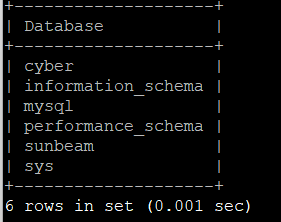 +--------------------+
| Database           |
+--------------------+
| cyber              |
| information_schema |
| mysql              |
| performance_schema |
| sunbeam            |
| sys                |
+--------------------+
6 rows in set (0.001 sec)